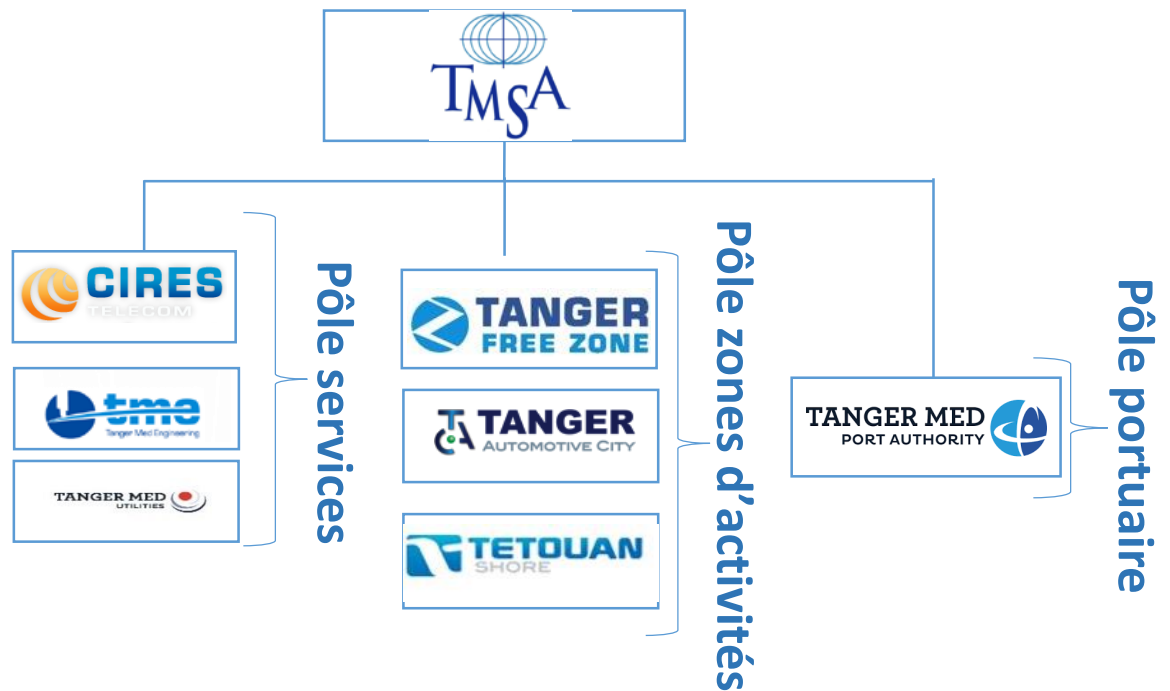 TMSA
CIRES
TELECOM
tme
Tanger Med Engineering
TANGER MED
UTILITIES
Pôle services
TANGER
FREE ZONE
TANGER
AUTOMOTIVE CITY
TETOUAN
SHORE
Pôle zones d'activités
TANGER MED
PORT AUTHORITY
Pôle portuaire